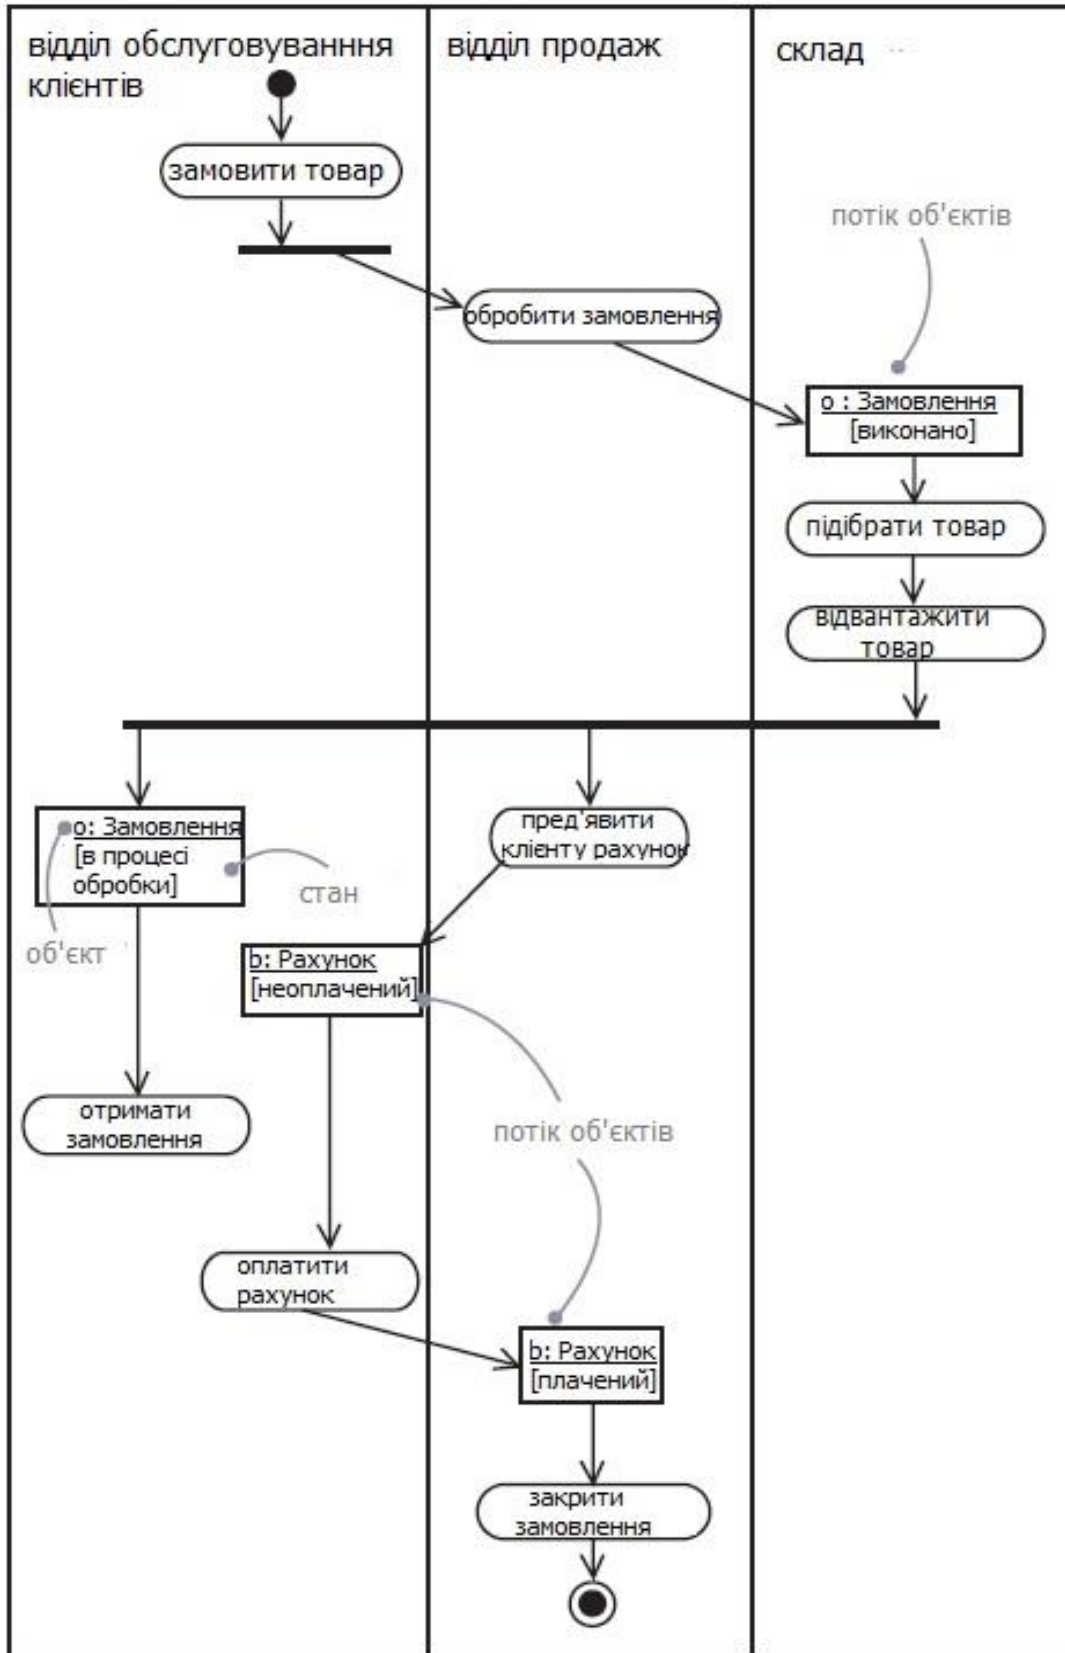 відділ обслуговуванння
клієнтів
відділ продаж
склад
замовити товар
потік об'єктів
обробити замовлення
o : Замовлення
[виконано]
підібрати товар
відвантажити
товар
o: Замовлення
[в процесі
обробки]
пред'явити
клієнту рахунок
стан
об'єкт
b: Рахунок
[неоплачений]
отримати
замовлення
потік об'єктів
оплатити
рахунок
b: Рахунок
[плачений]
закрити
замовлення